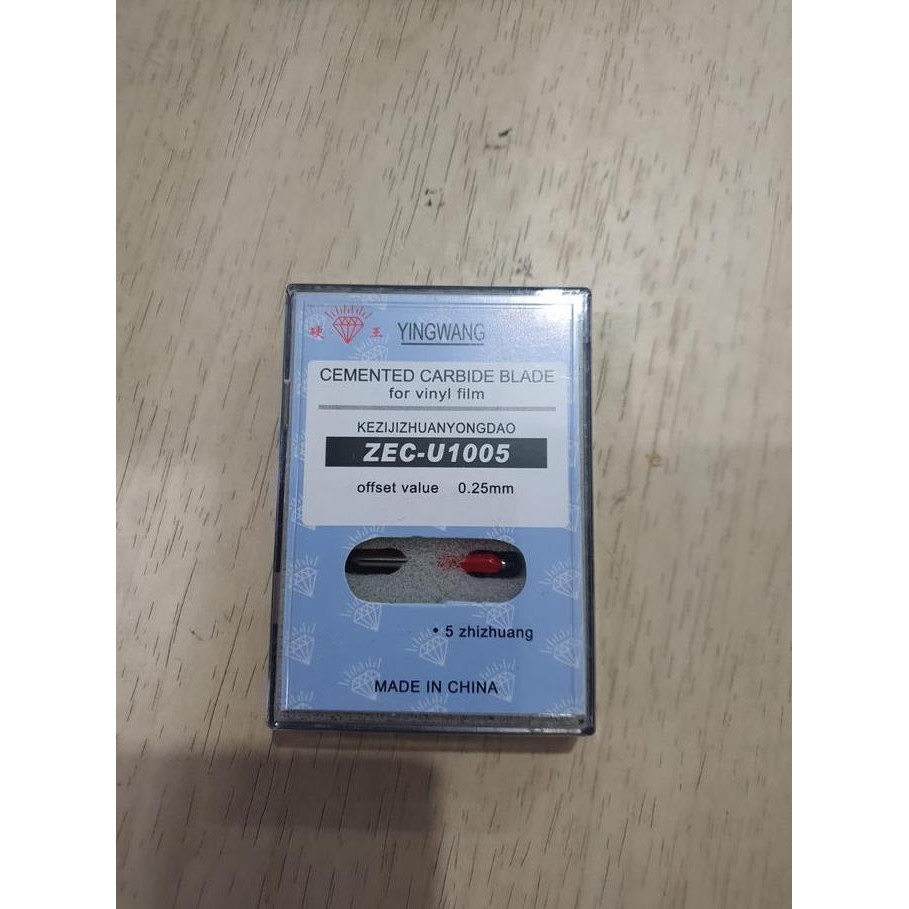 硬 王 YINGWANG
CEMENTED CARBIDE BLADE
for vinyl film
KEZIJIZHUANYONGDAO
ZEC-U1005
offset value 0.25mm
• 5 zhizhuang
MADE IN CHINA